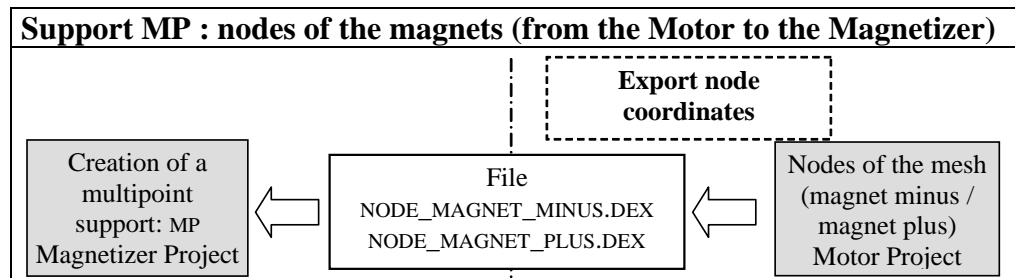 Support MP : nodes of the magnets (from the Motor to the Magnetizer)
Export node
coordinates
Creation of a
multipoint
support: MP
Magnetizer Project
File
NODE_MAGNET_MINUS.DEX
NODE_MAGNET_PLUS.DEX
Nodes of the mesh
(magnet minus /
magnet plus)
Motor Project